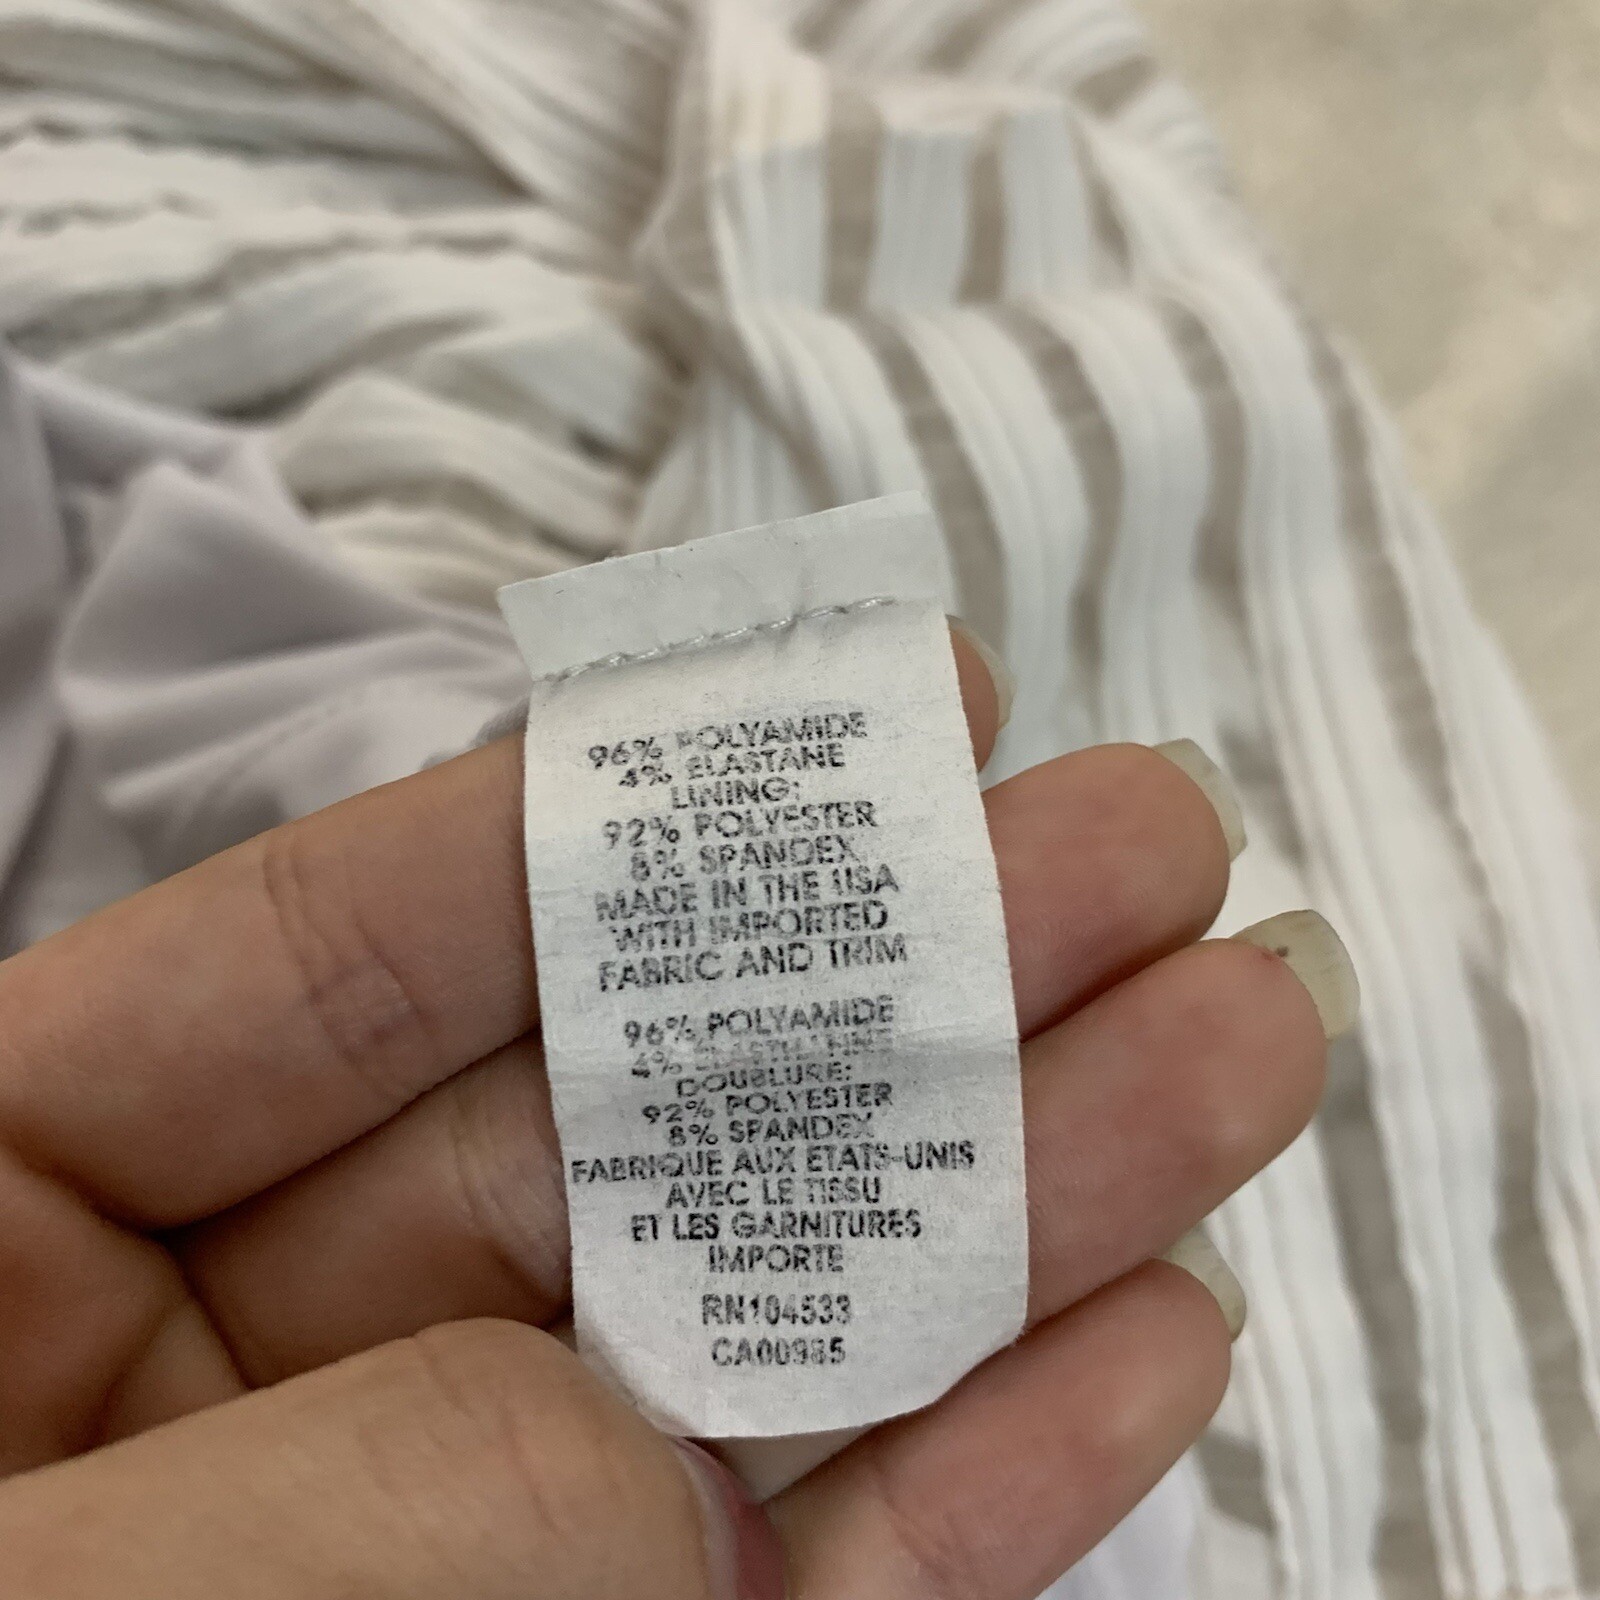 96% POLYAMIDE
4% ELASTANE
LINING:
92% POLYESTER
8% SPANDEX
MADE IN THE USA
WITH IMPORTED
FABRIC AND TRIM
96% POLYAMIDE
4% ELASTHANNE
DOUBLURE:
92% POLYESTER
8% SPANDEX
FABRIQUE AUX ETATS-UNIS
AVEC LE TISSU
ET LES GARNITURES
IMPORTE
RN104533
CA00985